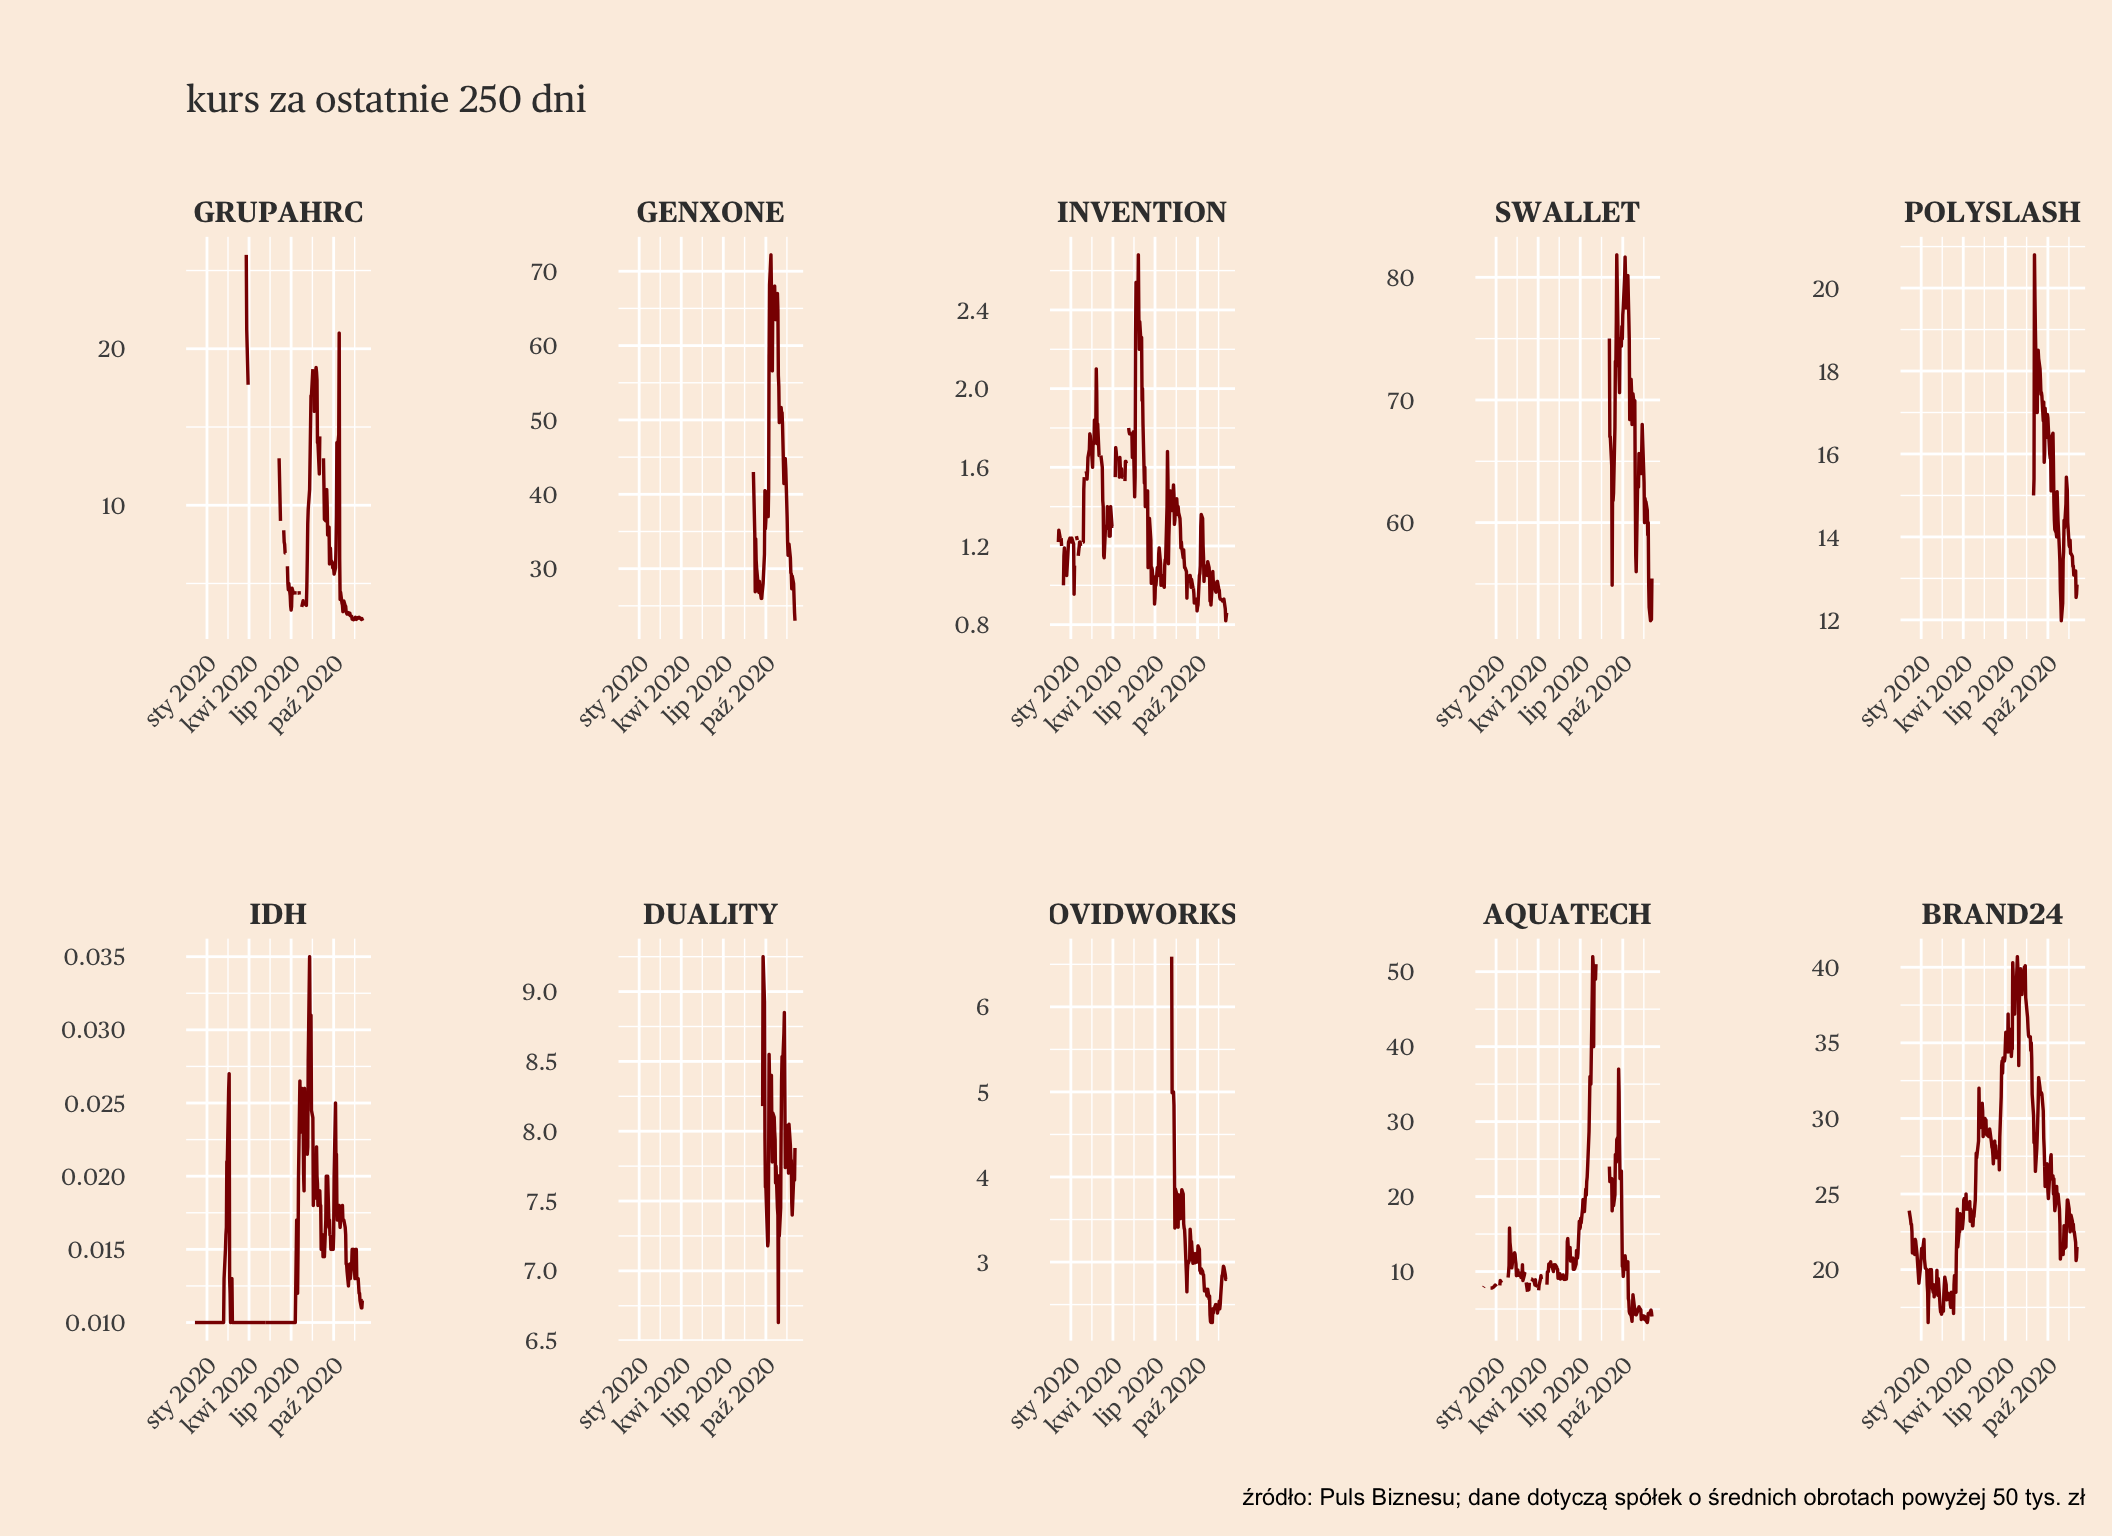 kurs za ostatnie 250 dni
GRUPAHRC
20
10
sty 2020
kwi 2020
lip 2020
paź 2020
GENXONE
70
60
50
40
30
sty 2020
kwi 2020
lip 2020
paź 2020
INVENTION
2.4
2.0
1.6
1.2
0.8
sty 2020
kwi 2020
lip 2020
paź 2020
SWALLET
80
70
60
sty 2020
kwi 2020
lip 2020
paź 2020
POLYSLASH
20
18
16
14
12
sty 2020
kwi 2020
lip 2020
paź 2020
IDH
0.035
0.030
0.025
0.020
0.015
0.010
sty 2020
kwi 2020
lip 2020
paź 2020
DUALITY
9.0
8.5
8.0
7.5
7.0
6.5
sty 2020
kwi 2020
lip 2020
paź 2020
OVIDWORKS
6
5
4
3
sty 2020
kwi 2020
lip 2020
paź 2020
AQUATECH
50
40
30
20
10
sty 2020
kwi 2020
lip 2020
paź 2020
BRAND24
40
35
30
25
20
sty 2020
kwi 2020
lip 2020
paź 2020
źródło: Puls Biznesu; dane dotyczą spółek o średnich obrotach powyżej 50 tys. zł